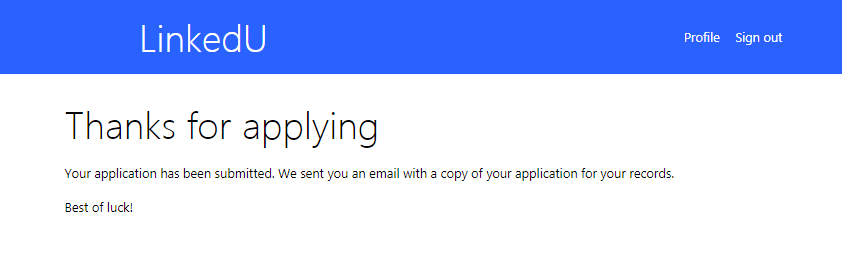 LinkedU
Profile Sign out
Thanks for applying
Your application has been submitted. We sent you an email with a copy of your application for your records.
Best of luck!